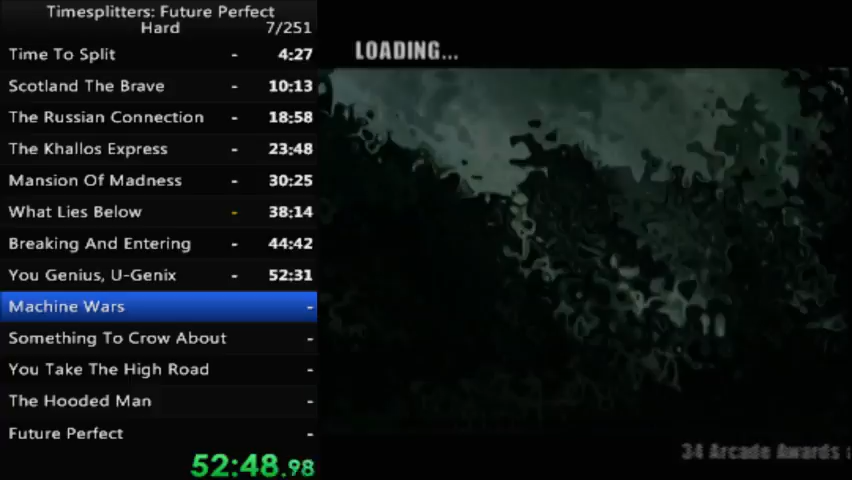 Timesplitters: Future Perfect
Hard 7/251
Time To Split - 4:27
Scotland The Brave - 10:13
The Russian Connection - 18:58
The Khallos Express - 23:48
Mansion Of Madness - 30:25
What Lies Below - 38:14
Breaking And Entering - 44:42
You Genius, U-Genix - 52:31
Machine Wars -
Something To Crow About -
You Take The High Road -
The Hooded Man -
Future Perfect -
52:48.98
LOADING...
34 Arcade Awards